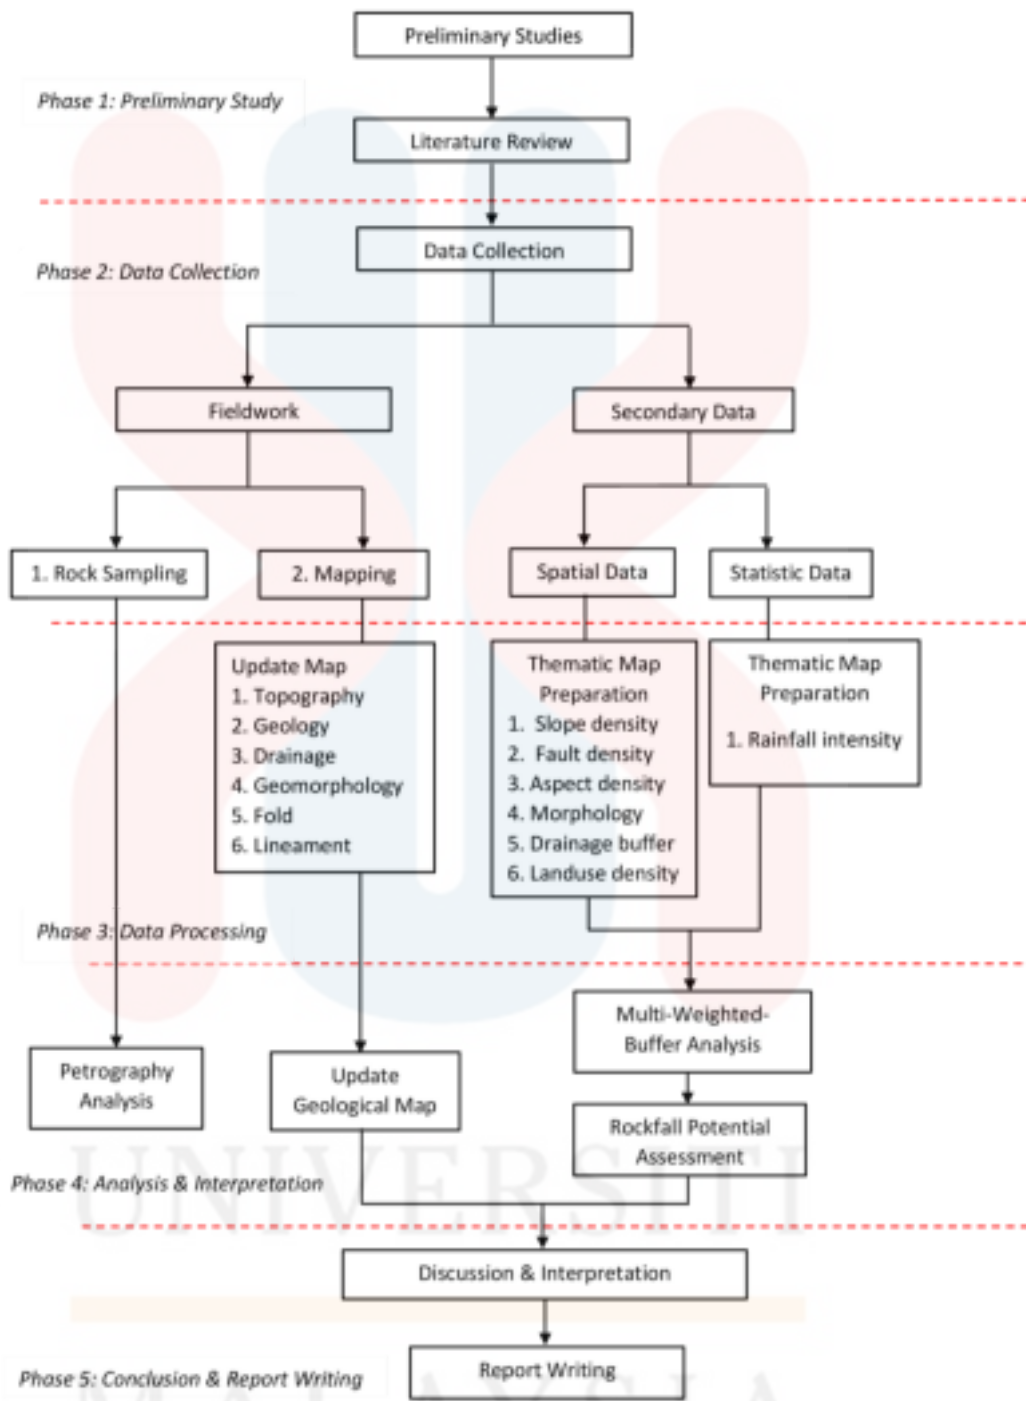 Preliminary Studies
Phase 1: Preliminary Study
Literature Review
Data Collection
Phase 2: Data Collection
Fieldwork
Secondary Data
1. Rock Sampling
2. Mapping
Spatial Data
Statistic Data
Update Map
1. Topography
2. Geology
3. Drainage
4. Geomorphology
5. Fold
6. Lineament
Thematic Map
Preparation
1. Slope density
2. Fault density
3. Aspect density
4. Morphology
5. Drainage buffer
6. Landuse density
Thematic Map
Preparation
1. Rainfall intensity
Phase 3: Data Processing
Petrography
Analysis
Update
Geological Map
Multi-Weighted-
Buffer Analysis
Rockfall Potential
Assessment
UNIVERSITI
Phase 4: Analysis & Interpretation
Discussion & Interpretation
Report Writing
Phase 5: Conclusion & Report Writing
MALAYSIA